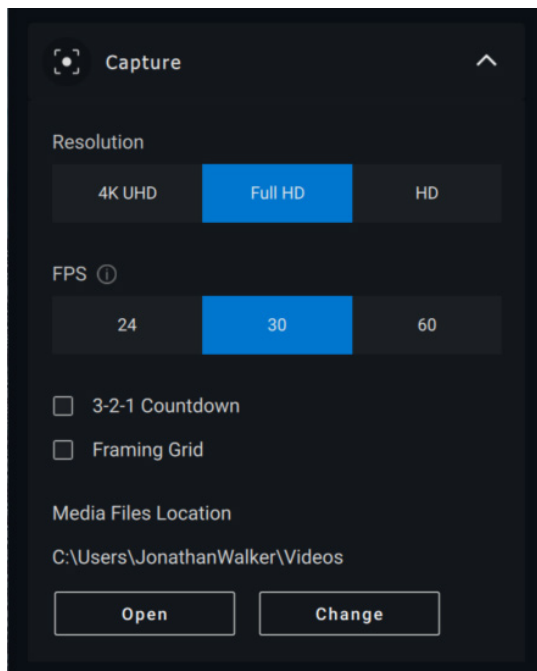 Capture
Resolution
4K UHD Full HD HD
FPS
24 30 60
3-2-1 Countdown
Framing Grid
Media Files Location
C:\Users\JonathanWalker\Videos
Open Change